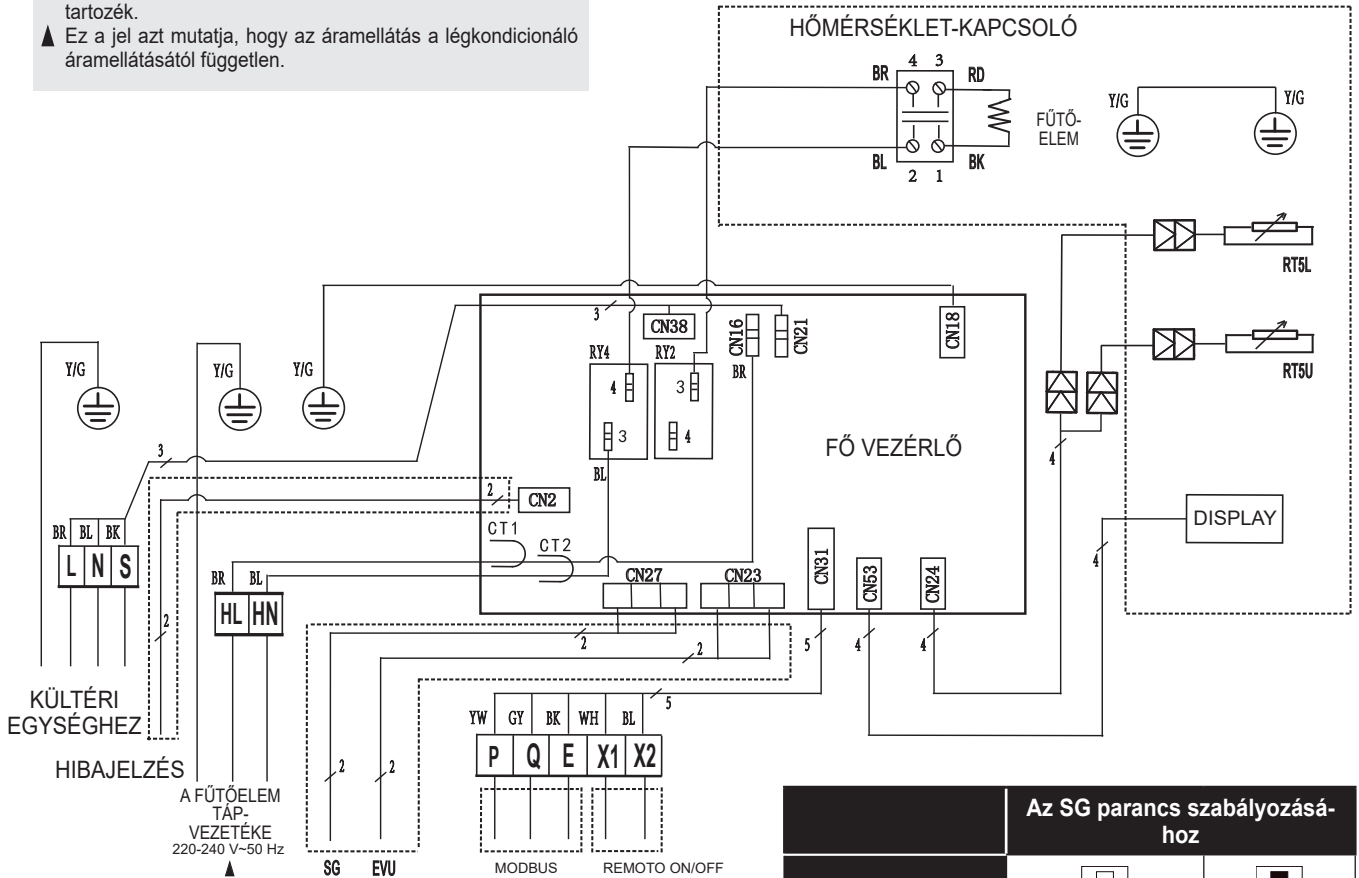 tartozék.
▲ Ez a jel azt mutatja, hogy az áramellátás a légkondicionáló
áramellátásától független.
HŐMÉRSÉKLET-KAPCSOLÓ
4 3
BR RD
FŰTŐ-
ELEM
Y/G Y/G
BL BK
2 1
RT5L
RT5U
3
CN38
CN16
CN21
CN18
RY4 RY2
BR
Y/G Y/G Y/G
4 3
3 4
FŐ VEZÉRLŐ
BL
3
4
2
CN2
DISPLAY
CT1
CT2
BR BL BK
L N S
BR BL
HL HN
CN27 CN23
CN31
CN53
CN24
4
2
2
2
5 4 4
KÜLTÉRI
EGYSÉGHEZ
5
YW GY BK WH BL
P Q E X1 X2
HIBAJELZÉS
2 2
A FŰTŐELEM
TÁP-
VEZETÉKE
220-240 V~50 Hz
▲
SG EVU MODBUS REMOTO ON/OFF
Az SG parancs szabályozásá-
hoz